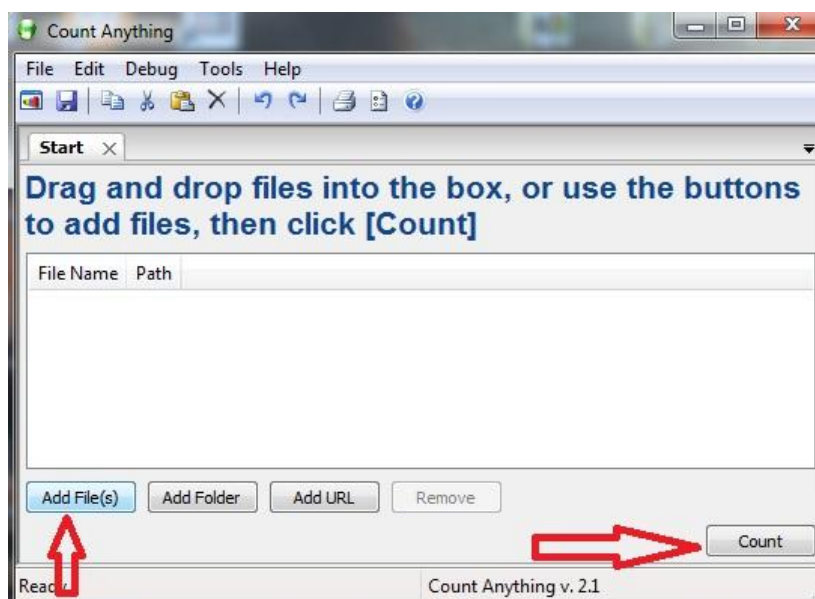 Count Anything
File Edit Debug Tools Help
Start
Drag and drop files into the box, or use the buttons
to add files, then click [Count]
File Name Path
Add File(s) Add Folder Add URL Remove
Count
Ready Count Anything v. 2.1